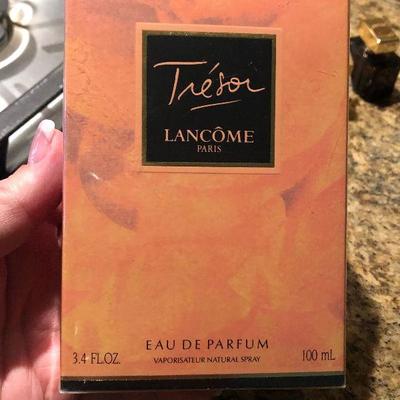 Trésor
LANCÔME
PARIS
EAU DE PARFUM
3.4 FL.OZ. VAPORISATEUR NATURAL SPRAY 100 mL